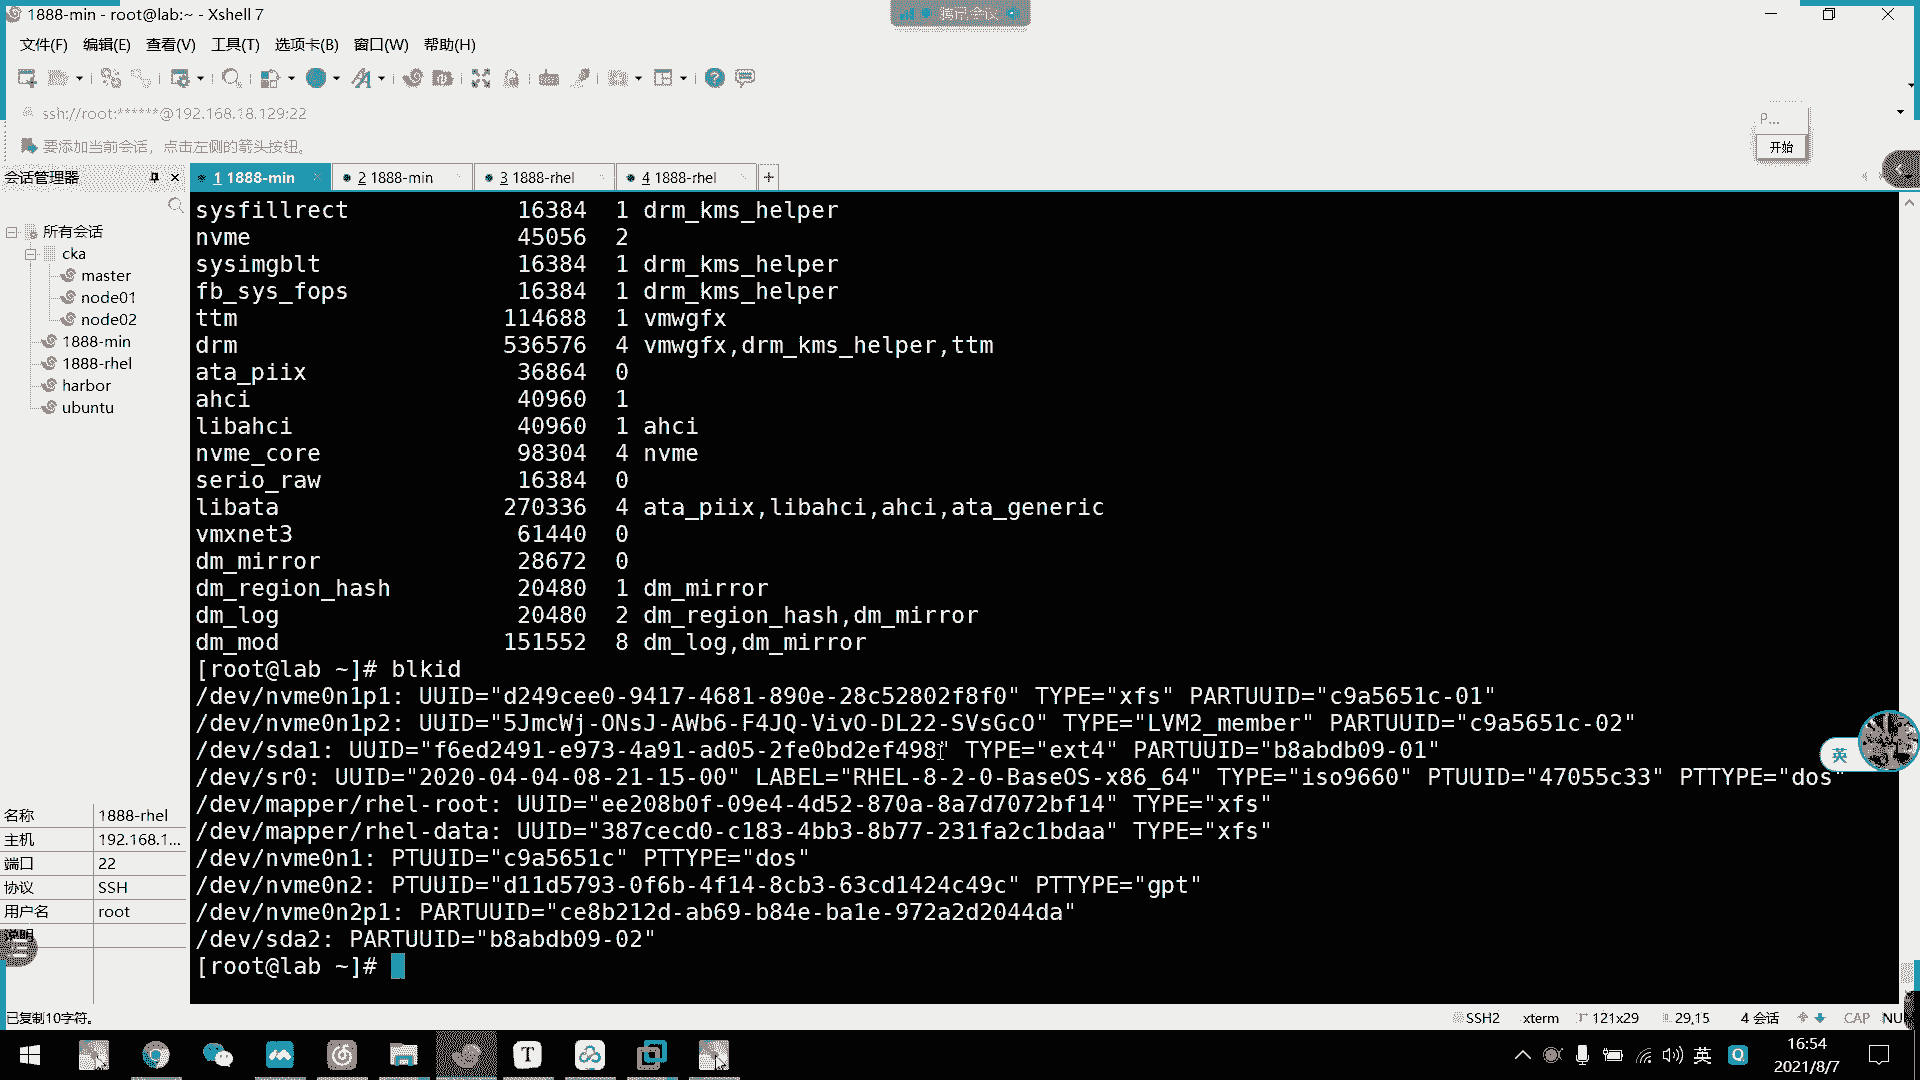 1888-min - root@lab:~ - Xshell 7
腾讯会议
文件(F) 编辑(E) 查看(V) 工具(T) 选项卡(B) 窗口(W) 帮助(H)
ssh://root:******@192.168.18.129:22
P...
要添加当前会话，点击左侧的箭头按钮。
开始
会话管理器
1 1888-min
2 1888-min
3 1888-rhel
4 1888-rhel
所有会话
cka
master
node01
node02
1888-min
1888-rhel
harbor
ubuntu
sysfillrect 16384 1 drm_kms_helper
nvme 45056 2
sysimgblt 16384 1 drm_kms_helper
fb_sys_fops 16384 1 drm_kms_helper
ttm 114688 1 vmwgfx
drm 536576 4 vmwgfx,drm_kms_helper,ttm
ata_piix 36864 0
ahci 40960 1
libahci 40960 1 ahci
nvme_core 98304 4 nvme
serio_raw 16384 0
libata 270336 4 ata_piix,libahci,ahci,ata_generic
vmxnet3 61440 0
dm_mirror 28672 0
dm_region_hash 20480 1 dm_mirror
dm_log 20480 2 dm_region_hash,dm_mirror
dm_mod 151552 8 dm_log,dm_mirror
[root@lab ~]# blkid
/dev/nvme0n1p1: UUID="d249cee0-9417-4681-890e-28c52802f8f0" TYPE="xfs" PARTUUID="c9a5651c-01"
/dev/nvme0n1p2: UUID="5JmcWj-ONsJ-AWb6-F4JQ-VivO-DL22-SVsGcO" TYPE="LVM2_member" PARTUUID="c9a5651c-02"
/dev/sda1: UUID="f6ed2491-e973-4a91-ad05-2fe0bd2ef498" TYPE="ext4" PARTUUID="b8abdb09-01"
/dev/sr0: UUID="2020-04-04-08-21-15-00" LABEL="RHEL-8-2-0-BaseOS-x86_64" TYPE="iso9660" PTUUID="47055c33" PTTYPE="dos"
/dev/mapper/rhel-root: UUID="ee208b0f-09e4-4d52-870a-8a7d7072bf14" TYPE="xfs"
/dev/mapper/rhel-data: UUID="387cecd0-c183-4bb3-8b77-231fa2c1bdaa" TYPE="xfs"
/dev/nvme0n1: PTUUID="c9a5651c" PTTYPE="dos"
/dev/nvme0n2: PTUUID="d11d5793-0f6b-4f14-8cb3-63cd1424c49c" PTTYPE="gpt"
/dev/nvme0n2p1: PARTUUID="ce8b212d-ab69-b84e-ba1e-972a2d2044da"
/dev/sda2: PARTUUID="b8abdb09-02"
[root@lab ~]#
英
名称 1888-rhel
主机 192.168.1...
端口 22
协议 SSH
用户名 root
说明
已复制10字符。
SSH2 xterm 121x29 29,15 4 会话 CAP NU
英
16:54
2021/8/7